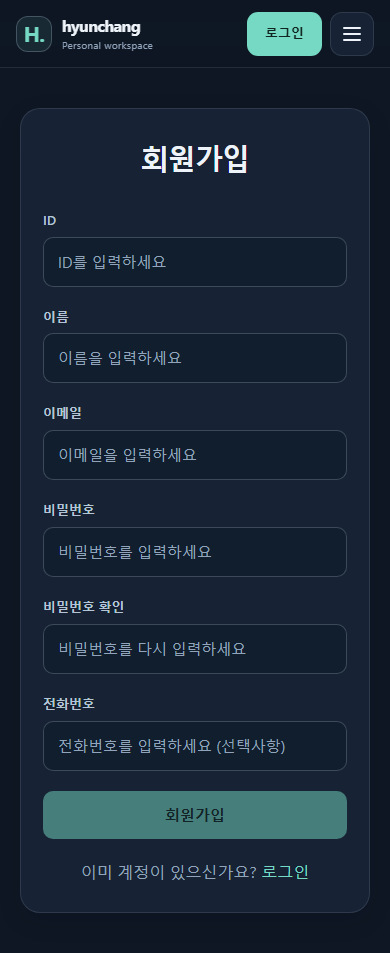 H.
hyunchang
Personal workspace
로그인
회원가입
ID
ID를 입력하세요
이름
이름을 입력하세요
이메일
이메일을 입력하세요
비밀번호
비밀번호를 입력하세요
비밀번호 확인
비밀번호를 다시 입력하세요
전화번호
전화번호를 입력하세요 (선택사항)
회원가입
이미 계정이 있으신가요? 로그인